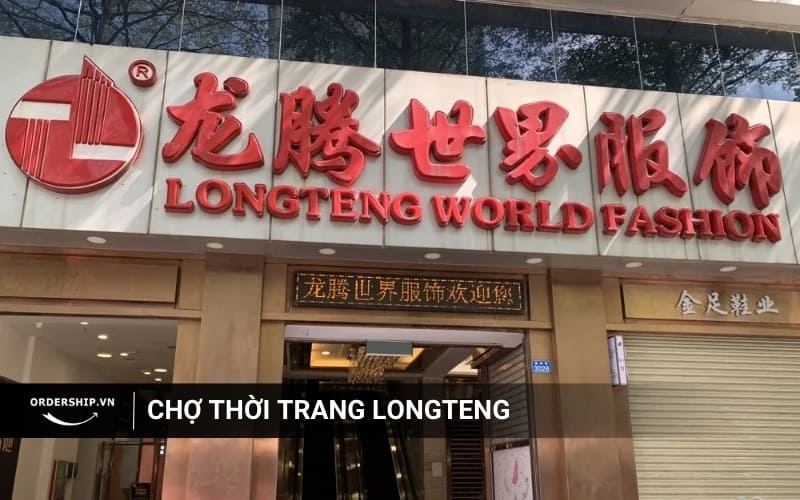 ®
龙腾世界服饰
LONGTENG WORLD FASHION
龙腾世界服饰欢迎您
金足鞋业
3028
ORDERSHIP.VN
CHỢ THỜI TRANG LONGTENG